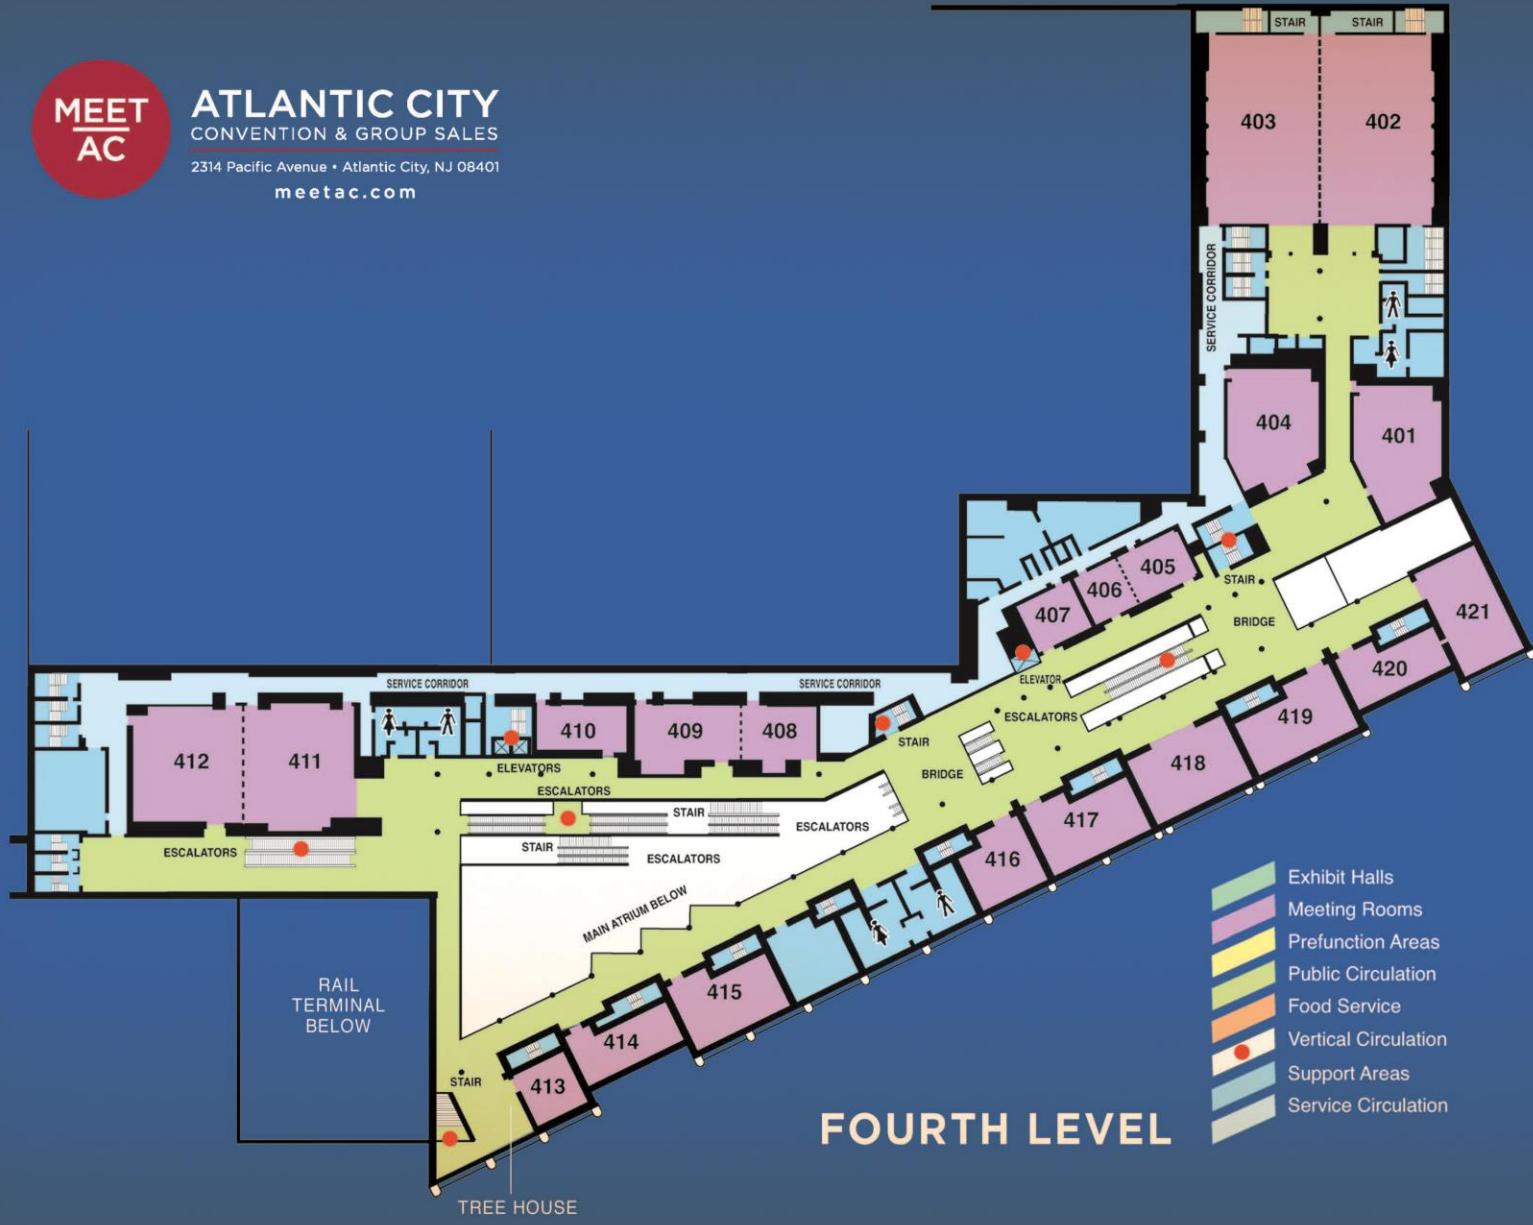 MEET
AC
ATLANTIC CITY
CONVENTION & GROUP SALES
2314 Pacific Avenue • Atlantic City, NJ 08401
meetac.com
STAIR
STAIR
403
402
SERVICE CORRIDOR
404
401
405
406
407
STAIR
BRIDGE
421
420
ELEVATOR
ESCALATORS
419
SERVICE CORRIDOR
SERVICE CORRIDOR
412
411
410
409
408
STAIR
BRIDGE
418
ELEVATORS
ESCALATORS
STAIR
ESCALATORS
417
ESCALATORS
STAIR
ESCALATORS
416
MAIN ATRIUM BELOW
415
414
413
STAIR
RAIL
TERMINAL
BELOW
TREE HOUSE
FOURTH LEVEL
Exhibit Halls
Meeting Rooms
Prefunction Areas
Public Circulation
Food Service
Vertical Circulation
Support Areas
Service Circulation